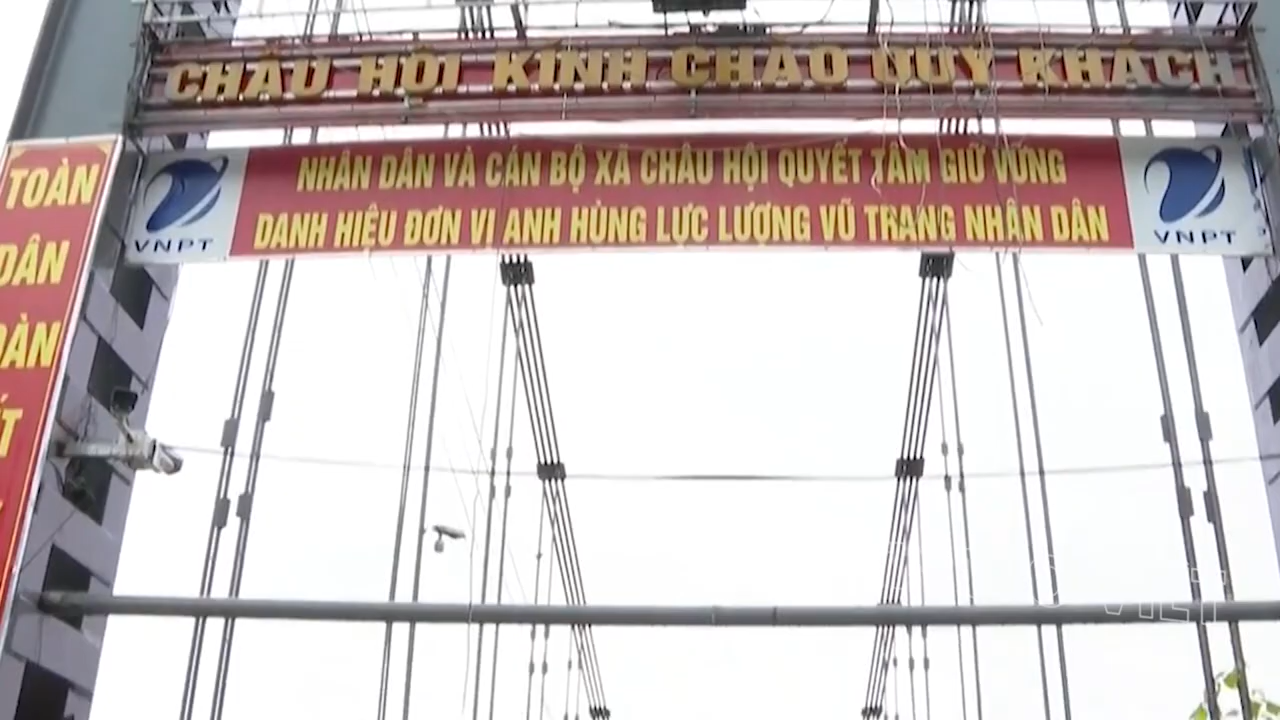 CHÂU HỘI KÍNH CHÀO QUÝ KHÁCH
NHÂN DÂN VÀ CÁN BỘ XÃ CHÂU HỘI QUYẾT TÂM GIỮ VỮNG
DANH HIỆU ĐƠN VỊ ANH HÙNG LỰC LƯỢNG VŨ TRANG NHÂN DÂN
VNPT
VNPT
TOÀN
DÂN
VIỆT